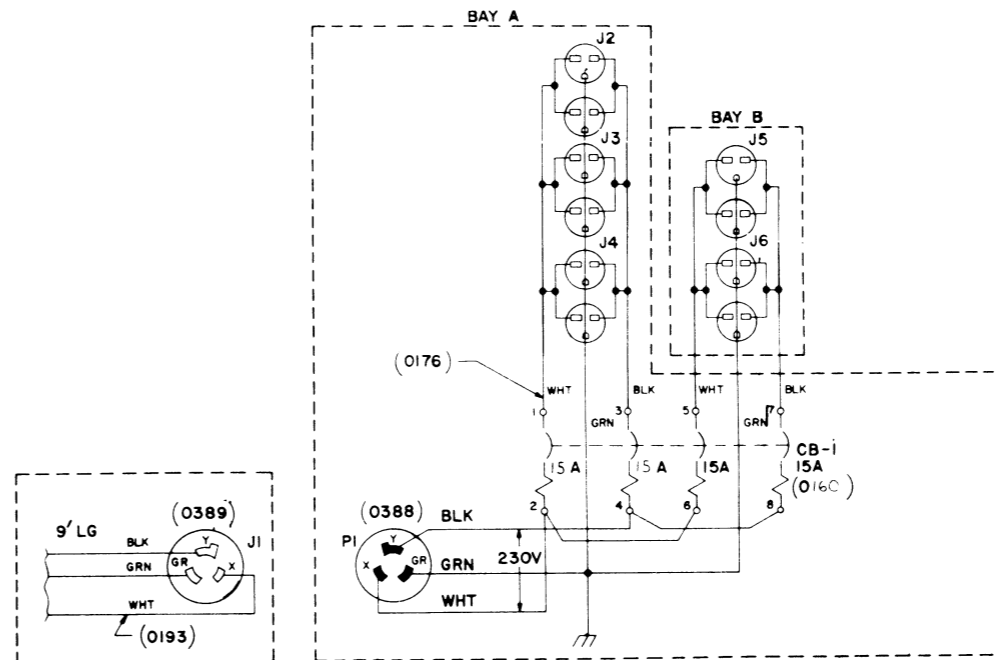 BAY A
J2
J3
BAY B
J5
J4
J6
(0176)
WHT
BLK
WHT
BLK
1
3
5
7
GRN
GRN
CB-1
15A
15A
15A
15A
(0160)
2
4
6
8
(0389)
9' LG
Y
J1
BLK
GR
X
GRN
WHT
(0193)
(0388)
BLK
P1
Y
X
GR
GRN
230V
WHT